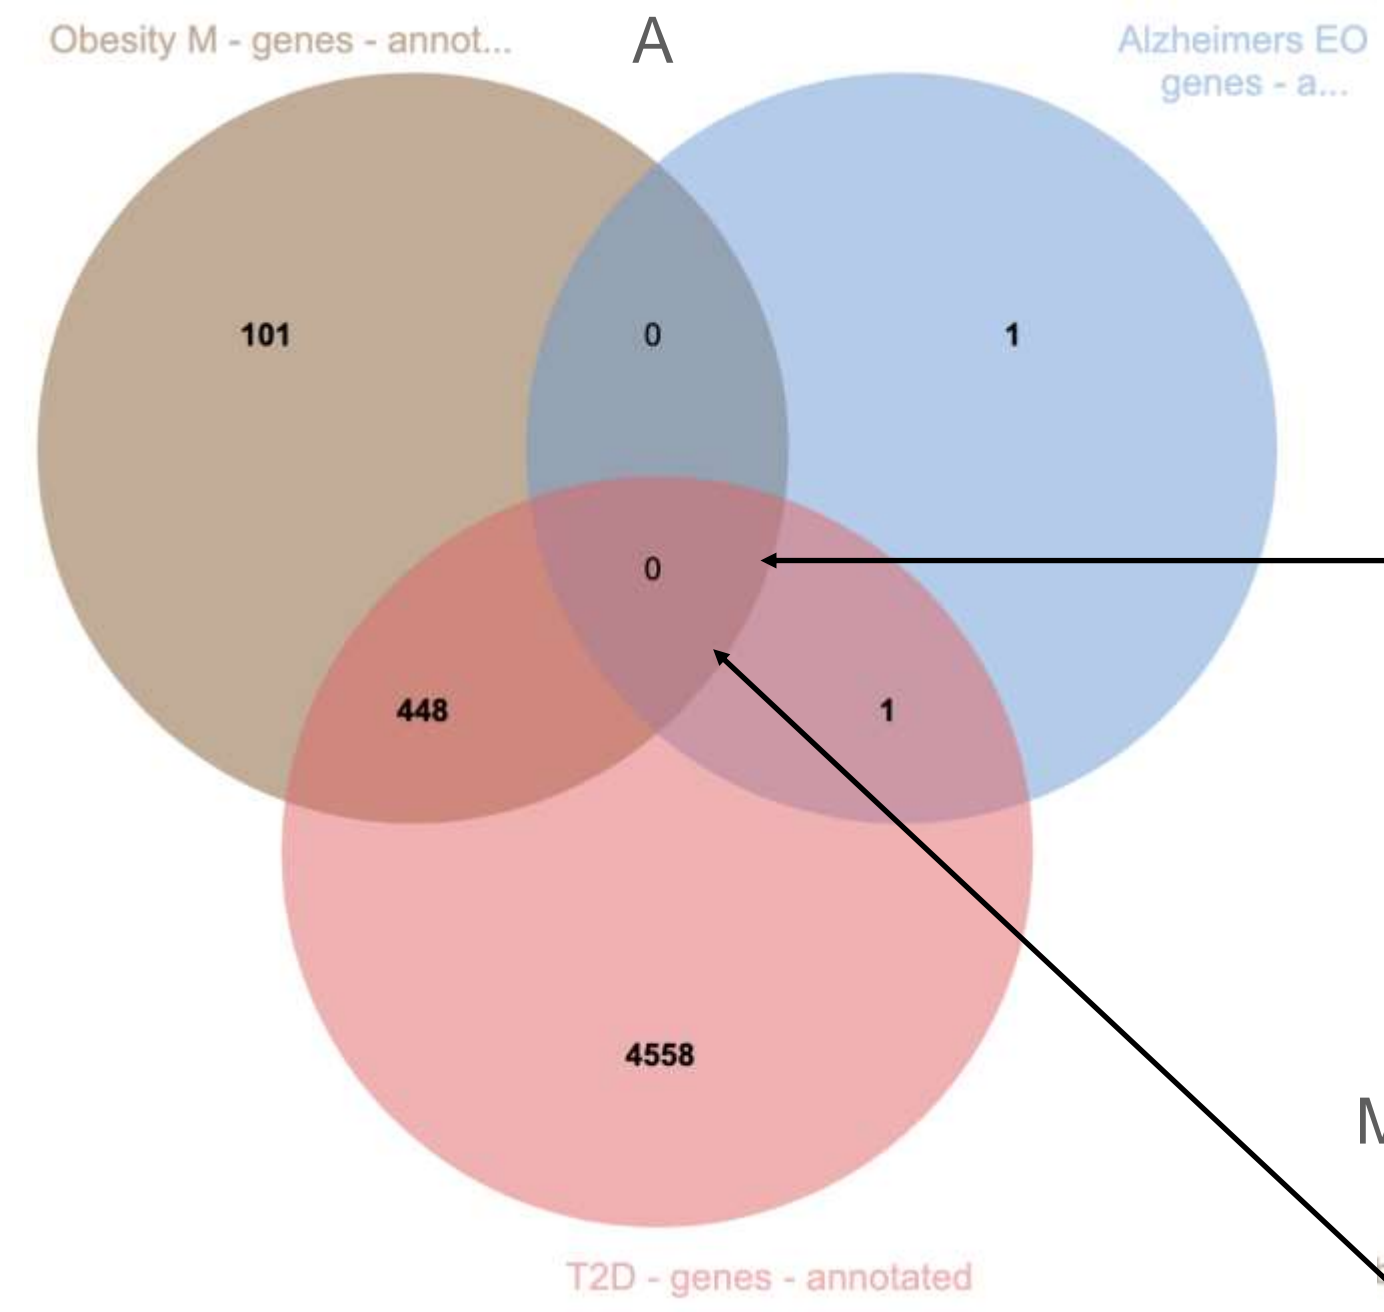 Obesity M - genes - annot...
A
Alzheimers EO
genes - a...
101
0
1
0
448
1
4558
M
T2D - genes - annotated